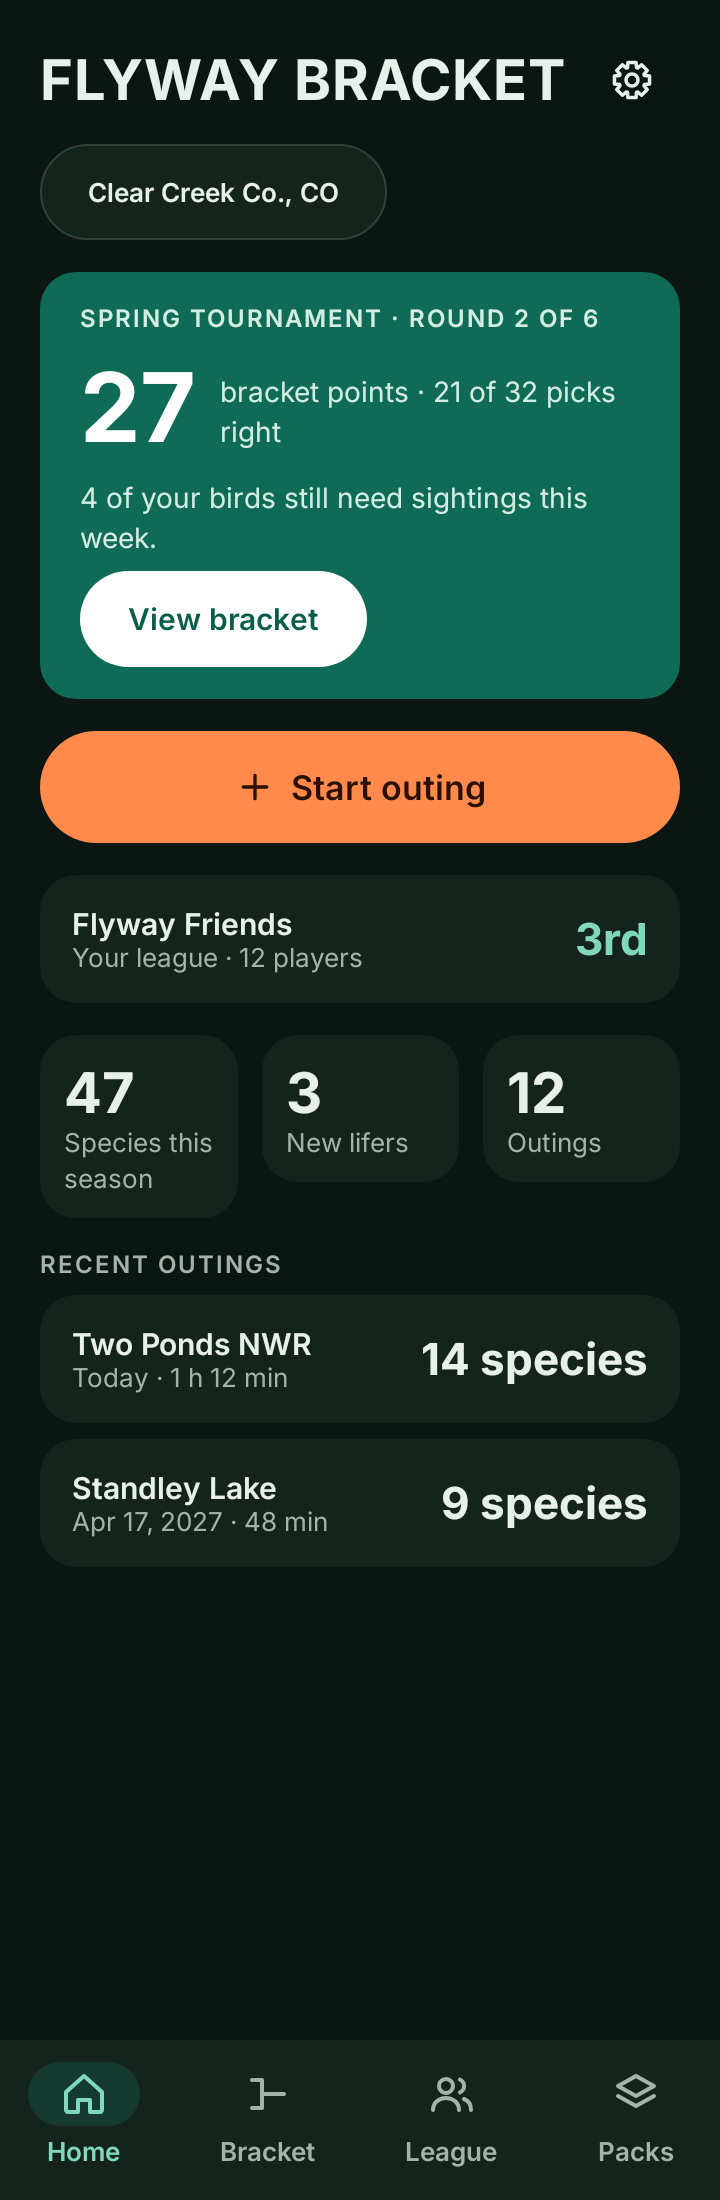 FLYWAY BRACKET
Clear Creek Co., CO
SPRING TOURNAMENT · ROUND 2 OF 6
27
bracket points · 21 of 32 picks
right
4 of your birds still need sightings this
week.
View bracket
Start outing
Flyway Friends
Your league · 12 players
3rd
47
Species this
season
3
New lifers
12
Outings
RECENT OUTINGS
Two Ponds NWR
Today · 1 h 12 min
14 species
Standley Lake
Apr 17, 2027 · 48 min
9 species
Home
Bracket
League
Packs